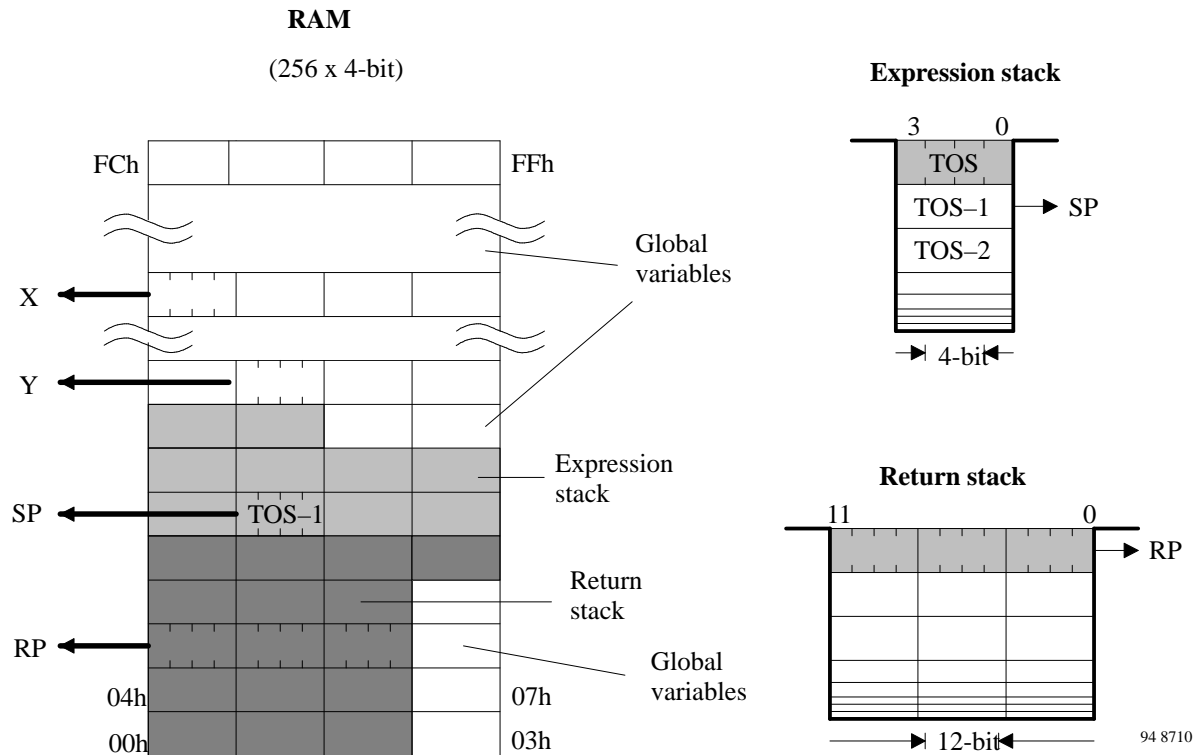 RAM
(256 x 4-bit)
FCh
FFh
X
Y
SP
TOS–1
RP
04h
07h
00h
03h
Global
variables
Expression
stack
Return
stack
Global
variables
Expression stack
3 0
TOS
TOS–1
SP
TOS–2
4-bit
Return stack
11 0
RP
12-bit
94 8710